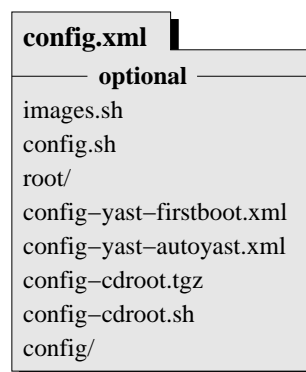 config.xml
optional
images.sh
config.sh
root/
config−yast−firstboot.xml
config−yast−autoyast.xml
config−cdroot.tgz
config−cdroot.sh
config/